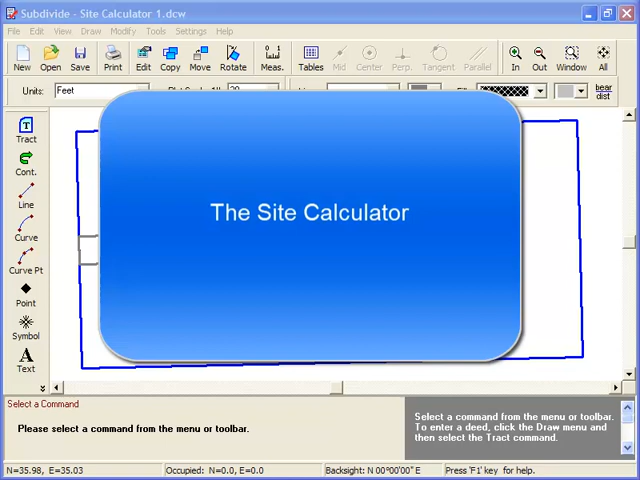 Subdivide - Site Calculator 1.dcw
File Edit View Draw Modify Tools Settings Help
New Open Save Print Edit Copy Move Rotate Meas. Tables Mid Center Perp. Tangent Parallel In Out Window All
Units: Feet
bear
dist
Tract
Cont.
Line
Curve
Curve Pt
Point
Symbol
A
Text
The Site Calculator
Select a Command
Please select a command from the menu or toolbar.
Select a command from the menu or toolbar.
To enter a deed, click the Draw menu and
then select the Tract command.
N=35.98, E=35.03 Occupied: N=0.0, E=0.0 Backsight: N 00°00'00" E Press 'F1' key for help.